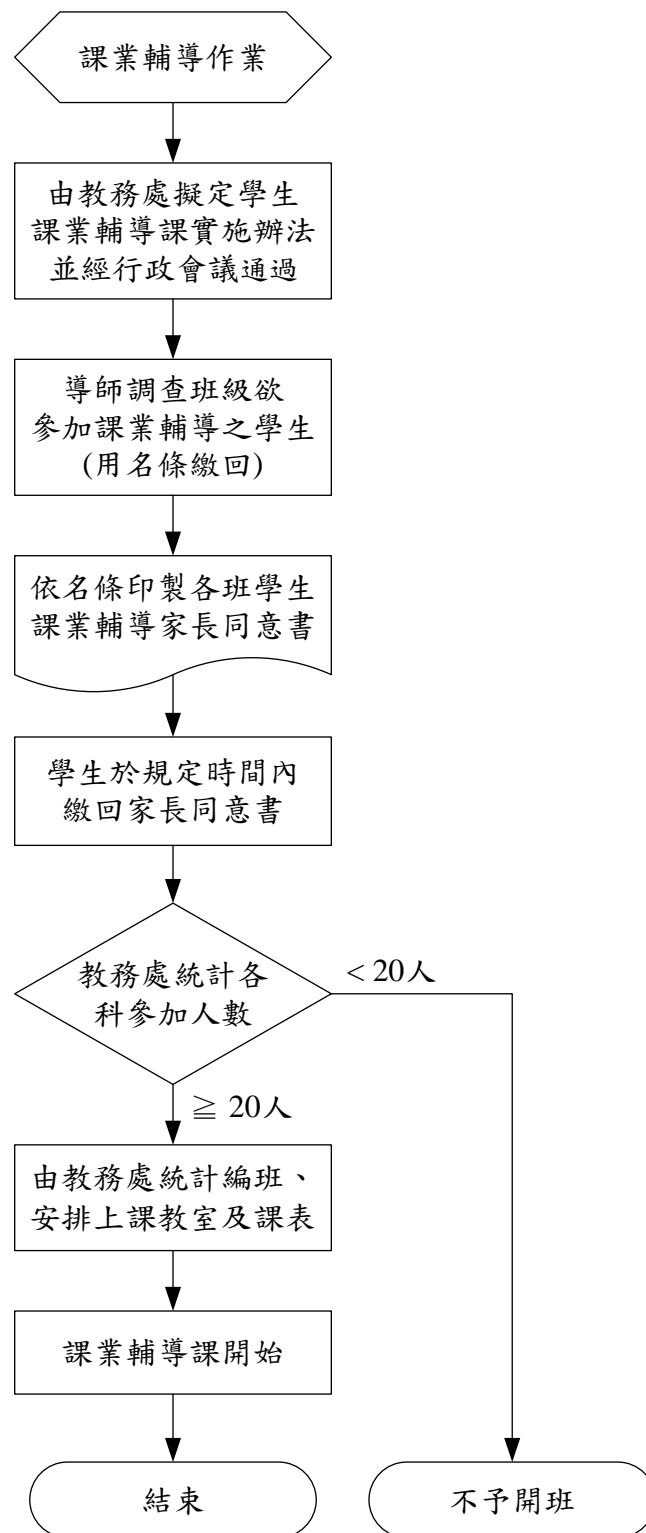 課業輔導作業
由教務處擬定學生
課業輔導課實施辦法
並經行政會議通過
導師調查班級欲
參加課業輔導之學生
(用名條繳回)
依名條印製各班學生
課業輔導家長同意書
學生於規定時間內
繳回家長同意書
教務處統計各
科參加人數
< 20人
≧ 20人
由教務處統計編班、
安排上課教室及課表
課業輔導課開始
結束
不予開班